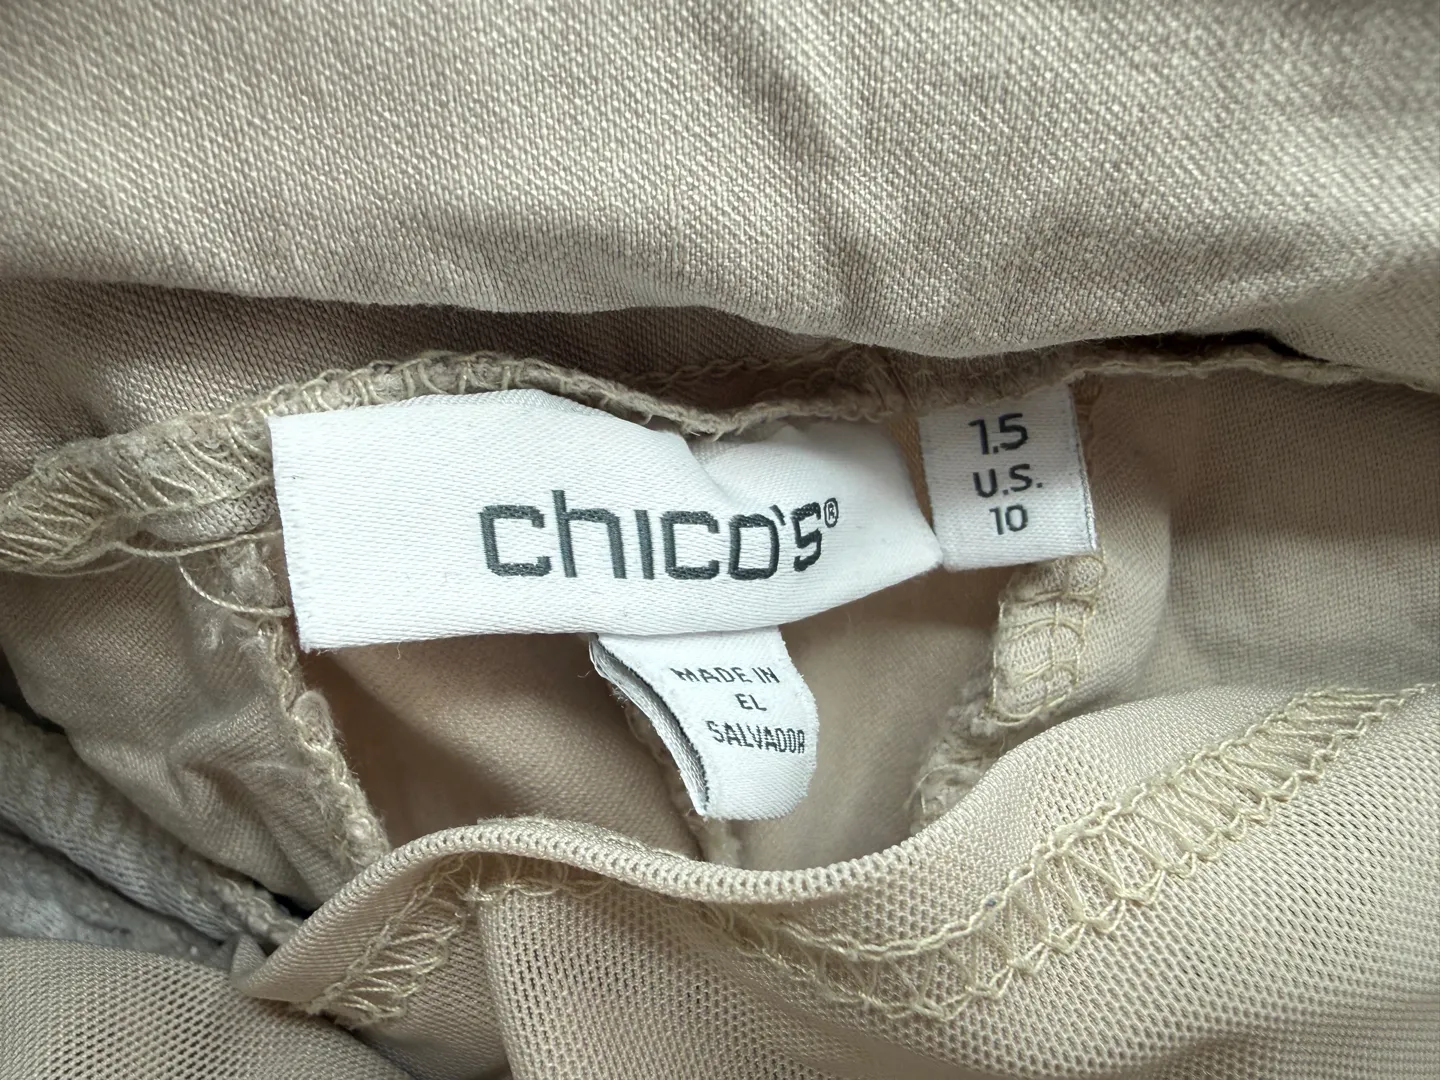 chico's®
1.5
U.S.
10
MADE IN
EL
SALVADOR